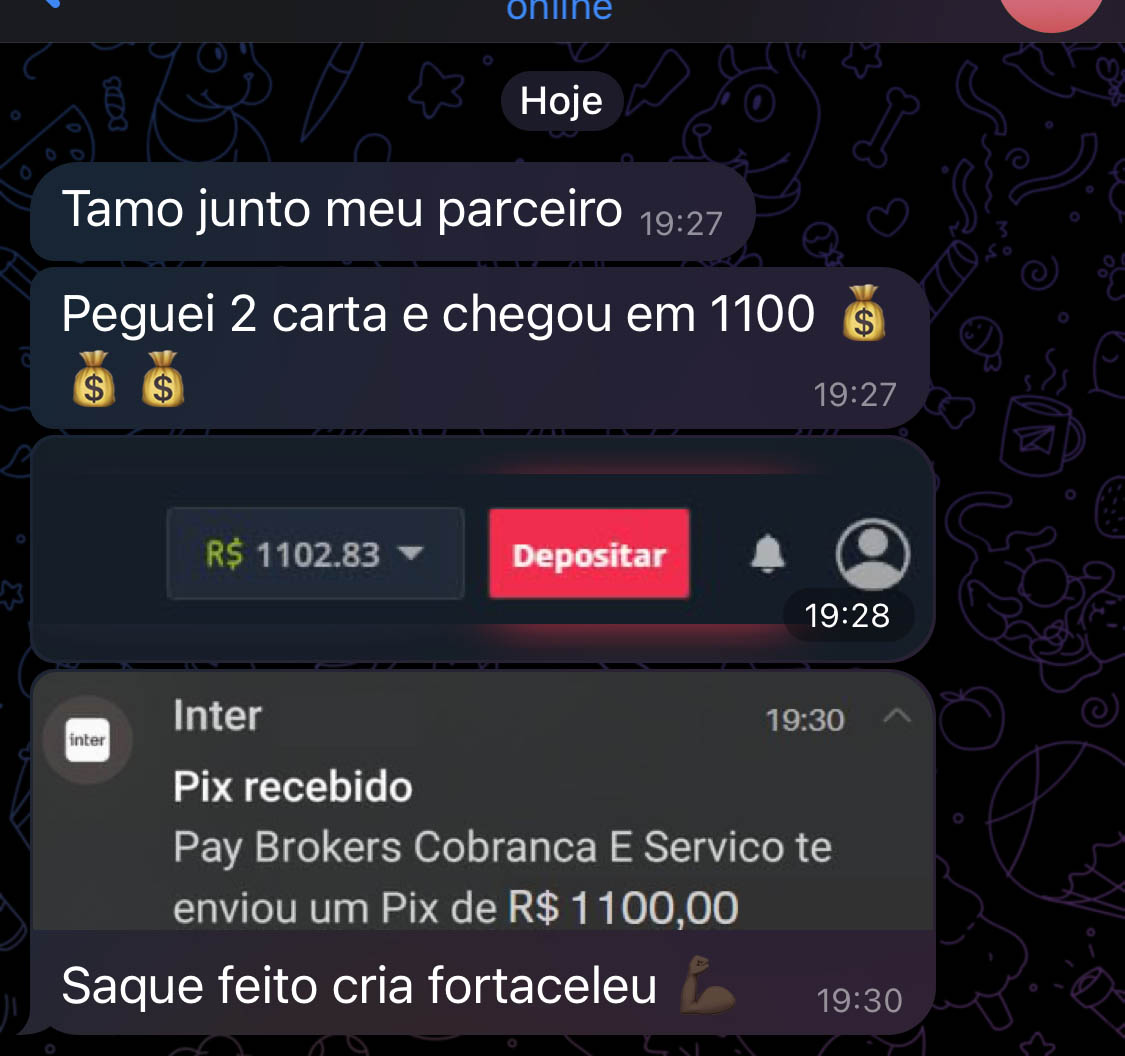 online
Hoje
Tamo junto meu parceiro 19:27
Peguei 2 carta e chegou em 1100 💰
💰 💰 19:27
R$ 1102.83 Depositar
19:28
Inter 19:30
inter
Pix recebido
Pay Brokers Cobranca E Servico te
enviou um Pix de R$ 1100,00
Saque feito cria fortaceleu 💪🏿 19:30